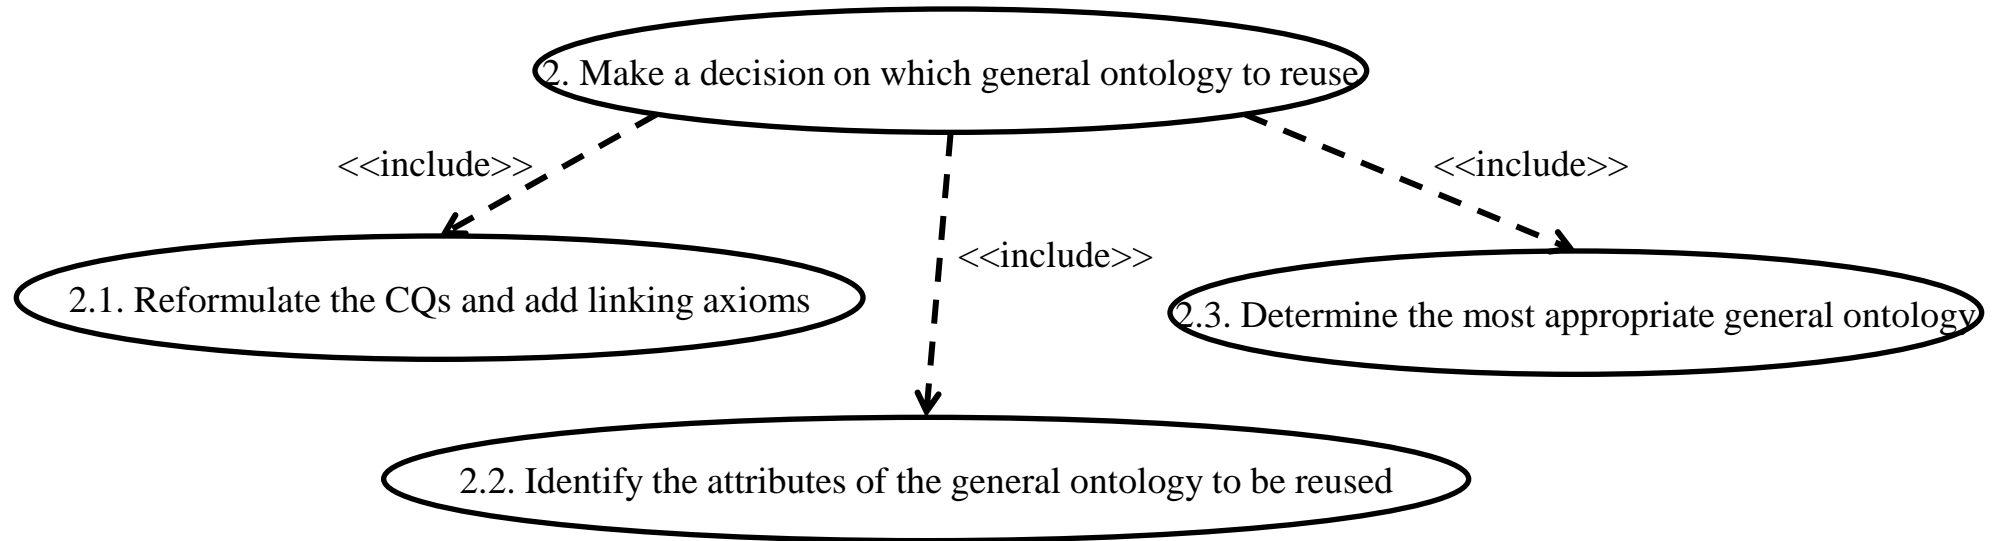 2. Make a decision on which general ontology to reuse
<<include>>
<<include>>
<<include>>
2.1. Reformulate the CQs and add linking axioms
2.3. Determine the most appropriate general ontology
2.2. Identify the attributes of the general ontology to be reused